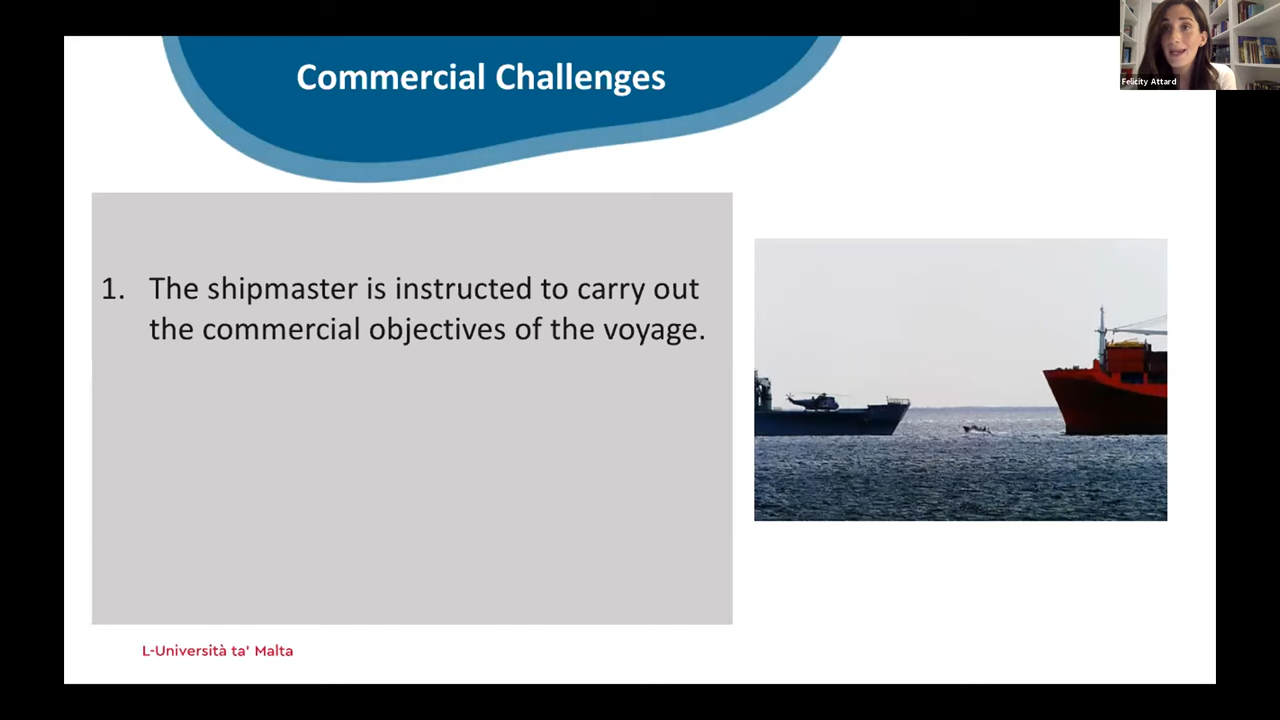 Commercial Challenges
Felicity Attard
1. The shipmaster is instructed to carry out
the commercial objectives of the voyage.
L-Università ta' Malta